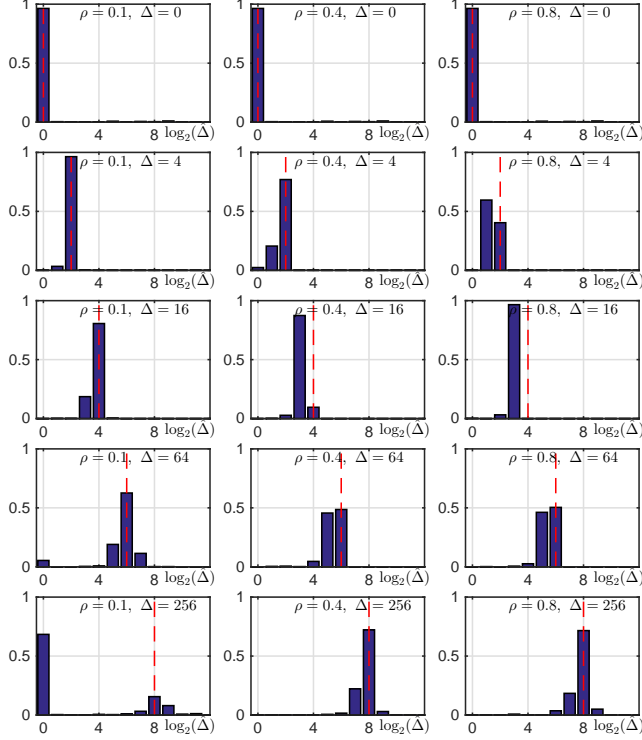 ρ = 0.1, Δ = 0 ρ = 0.4, Δ = 0 ρ = 0.8, Δ = 0
1 1 1
0.5 0.5 0.5
0 0 0
0 4 8 log₂(Δ̂) 0 4 8 log₂(Δ̂) 0 4 8 log₂(Δ̂)
ρ = 0.1, Δ = 4 ρ = 0.4, Δ = 4 ρ = 0.8, Δ = 4
1 1 1
0.5 0.5 0.5
0 0 0
0 4 8 log₂(Δ̂) 0 4 8 log₂(Δ̂) 0 4 8 log₂(Δ̂)
ρ = 0.1, Δ = 16 ρ = 0.4, Δ = 16 ρ = 0.8, Δ = 16
1 1 1
0.5 0.5 0.5
0 0 0
0 4 8 log₂(Δ̂) 0 4 8 log₂(Δ̂) 0 4 8 log₂(Δ̂)
ρ = 0.1, Δ = 64 ρ = 0.4, Δ = 64 ρ = 0.8, Δ = 64
1 1 1
0.5 0.5 0.5
0 0 0
0 4 8 log₂(Δ̂) 0 4 8 log₂(Δ̂) 0 4 8 log₂(Δ̂)
ρ = 0.1, Δ = 256 ρ = 0.4, Δ = 256 ρ = 0.8, Δ = 256
1 1 1
0.5 0.5 0.5
0 0 0
0 4 8 log₂(Δ̂) 0 4 8 log₂(Δ̂) 0 4 8 log₂(Δ̂)